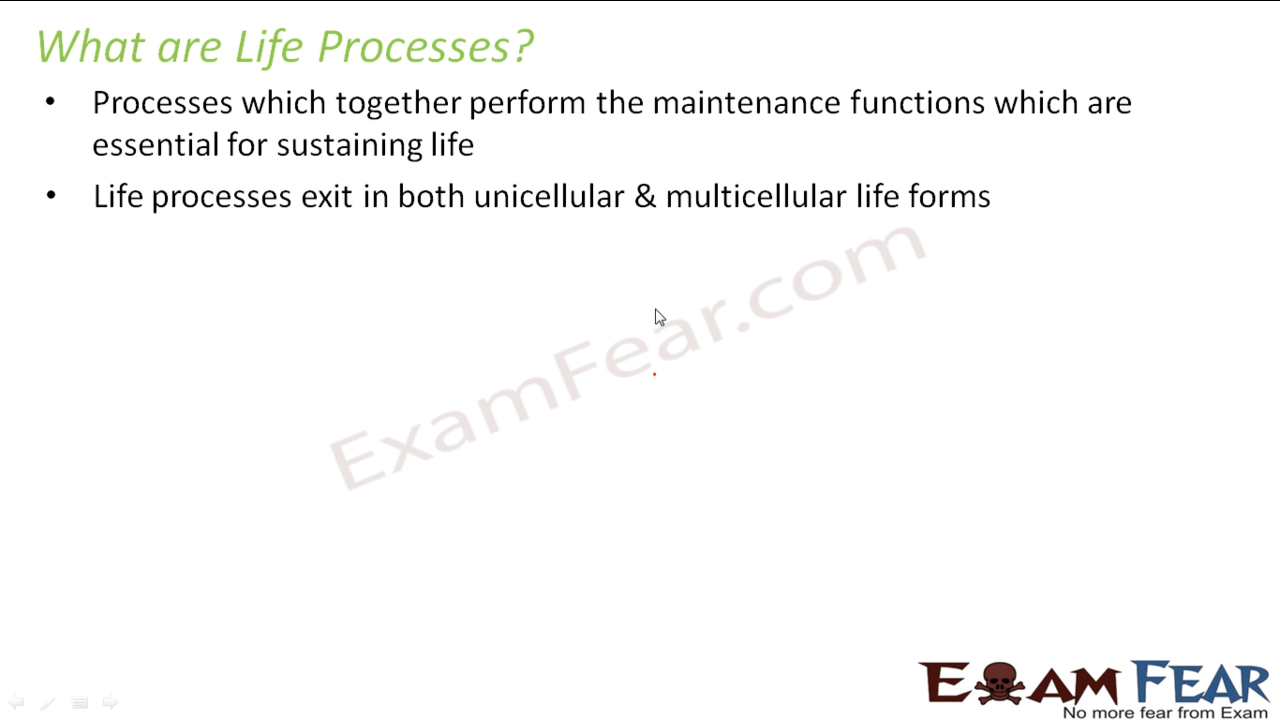 What are Life Processes?
• Processes which together perform the maintenance functions which are
essential for sustaining life
• Life processes exit in both unicellular & multicellular life forms
ExamFear.com
EXAM FEAR
No more fear from Exam